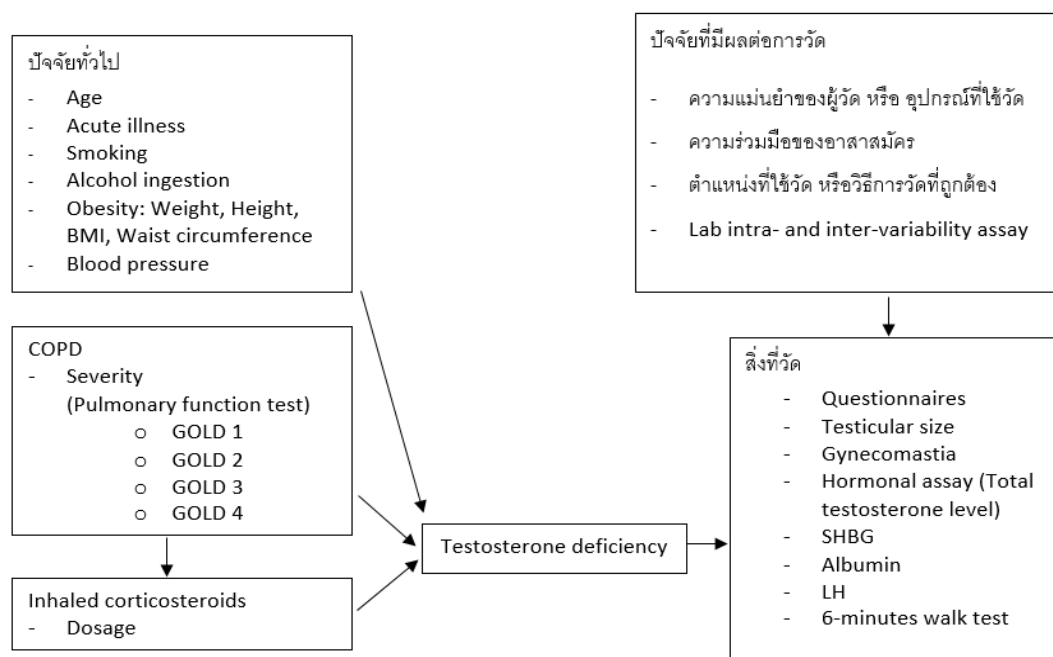 ปัจจัยทั่วไป
- Age
- Acute illness
- Smoking
- Alcohol ingestion
- Obesity: Weight, Height,
BMI, Waist circumference
- Blood pressure
COPD
- Severity
(Pulmonary function test)
o GOLD 1
o GOLD 2
o GOLD 3
o GOLD 4
Inhaled corticosteroids
- Dosage
Testosterone deficiency
ปัจจัยที่มีผลต่อการวัด
- ความแม่นยำของผู้วัด หรือ อุปกรณ์ที่ใช้วัด
- ความร่วมมือของอาสาสมัคร
- ตำแหน่งที่ใช้วัด หรือวิธีการวัดที่ถูกต้อง
- Lab intra- and inter-variability assay
สิ่งที่วัด
- Questionnaires
- Testicular size
- Gynecomastia
- Hormonal assay (Total
testosterone level)
- SHBG
- Albumin
- LH
- 6-minutes walk test